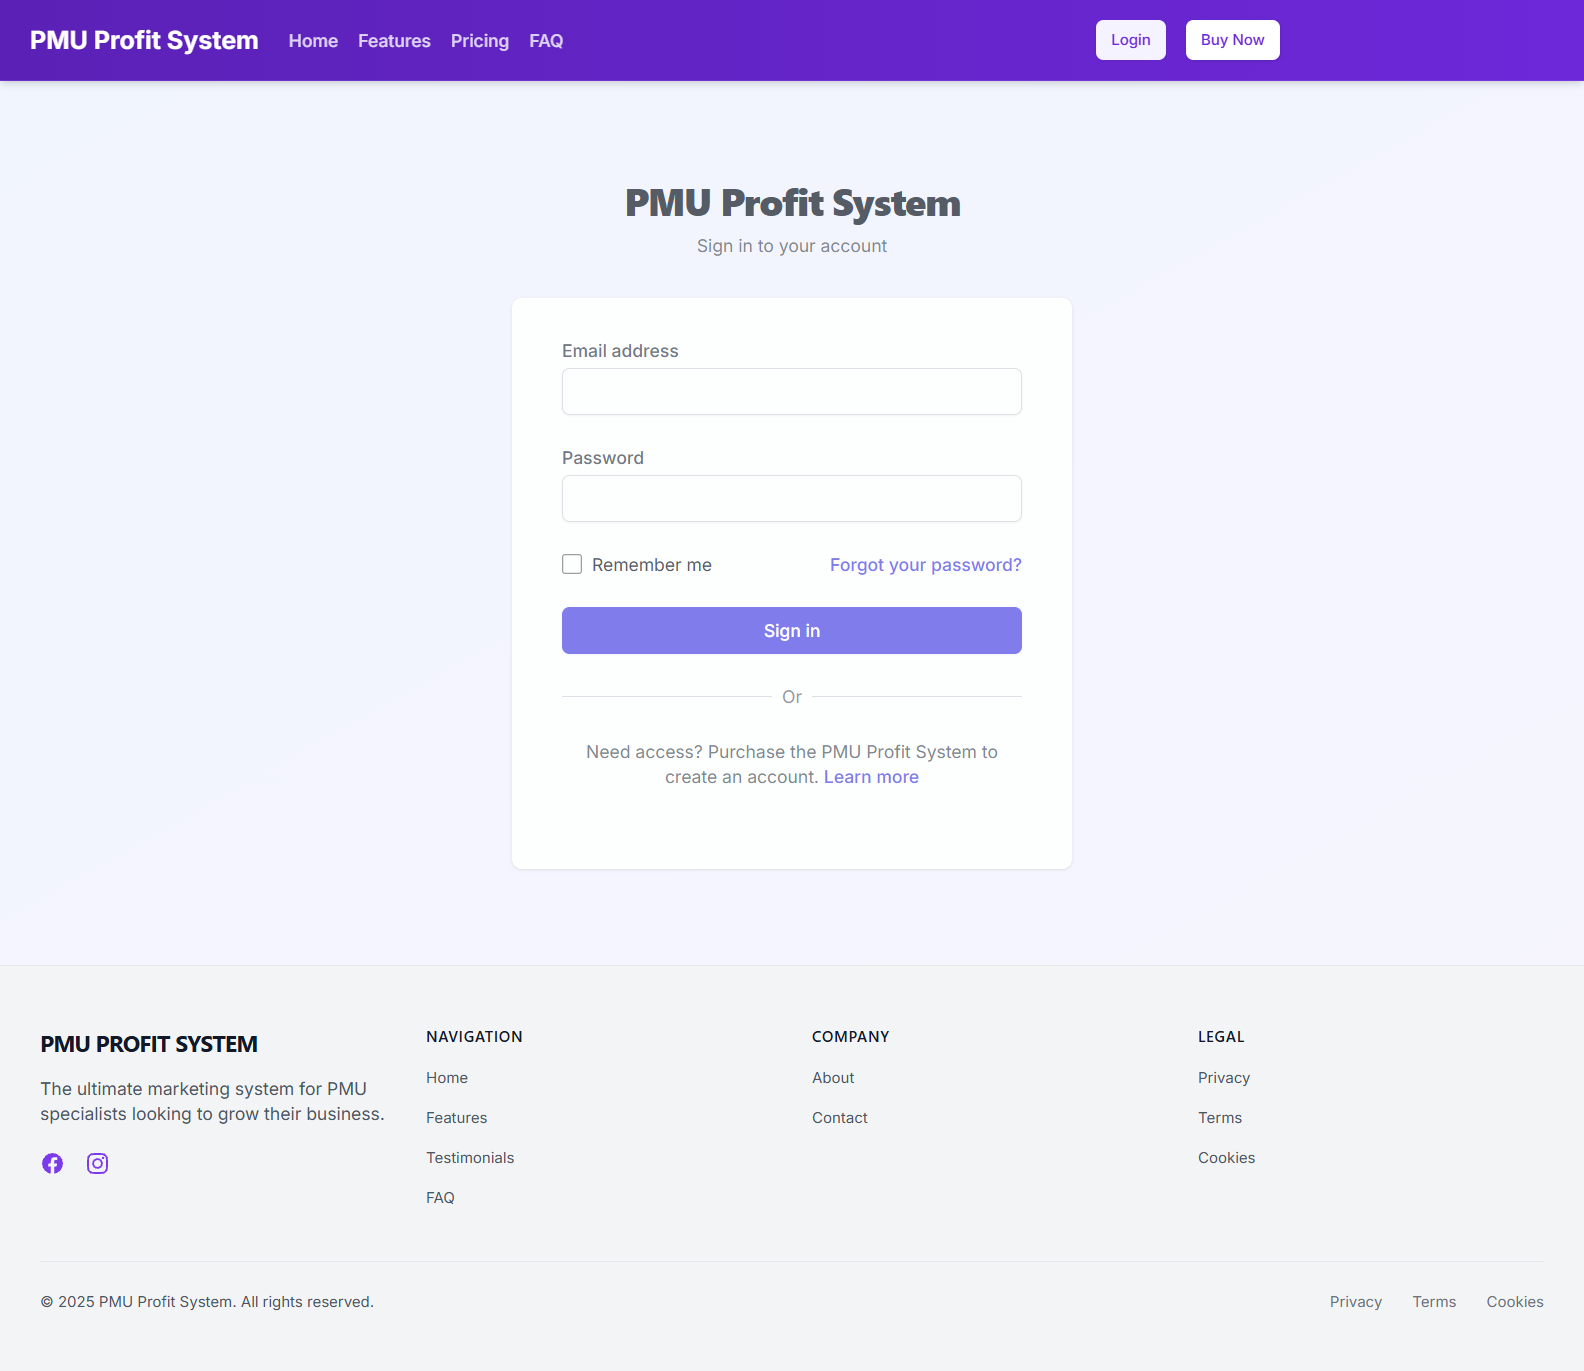 PMU Profit System
Home
Features
Pricing
FAQ
Login
Buy Now
PMU Profit System
Sign in to your account
Email address
Password
Remember me
Forgot your password?
Sign in
Or
Need access? Purchase the PMU Profit System to
create an account. Learn more
PMU PROFIT SYSTEM
The ultimate marketing system for PMU
specialists looking to grow their business.
NAVIGATION
Home
Features
Testimonials
FAQ
COMPANY
About
Contact
LEGAL
Privacy
Terms
Cookies
© 2025 PMU Profit System. All rights reserved.
Privacy
Terms
Cookies